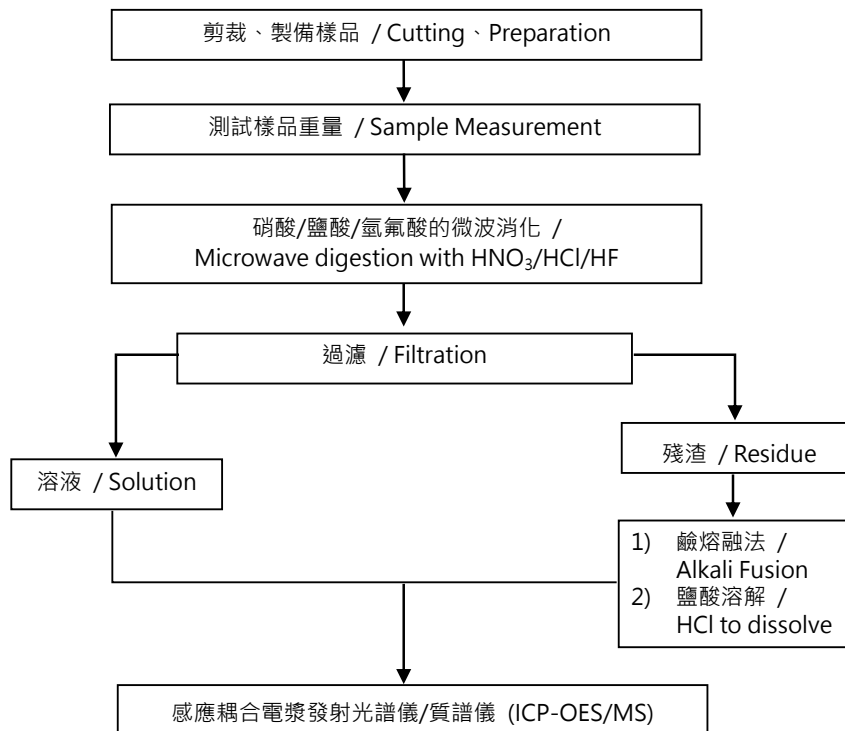 剪裁、製備樣品 / Cutting、Preparation
測試樣品重量 / Sample Measurement
硝酸/鹽酸/氫氟酸的微波消化 /
Microwave digestion with HNO₃/HCl/HF
過濾 / Filtration
溶液 / Solution
殘渣 / Residue
1) 鹼熔融法 /
Alkali Fusion
2) 鹽酸溶解 /
HCl to dissolve
感應耦合電漿發射光譜儀/質譜儀 (ICP-OES/MS)